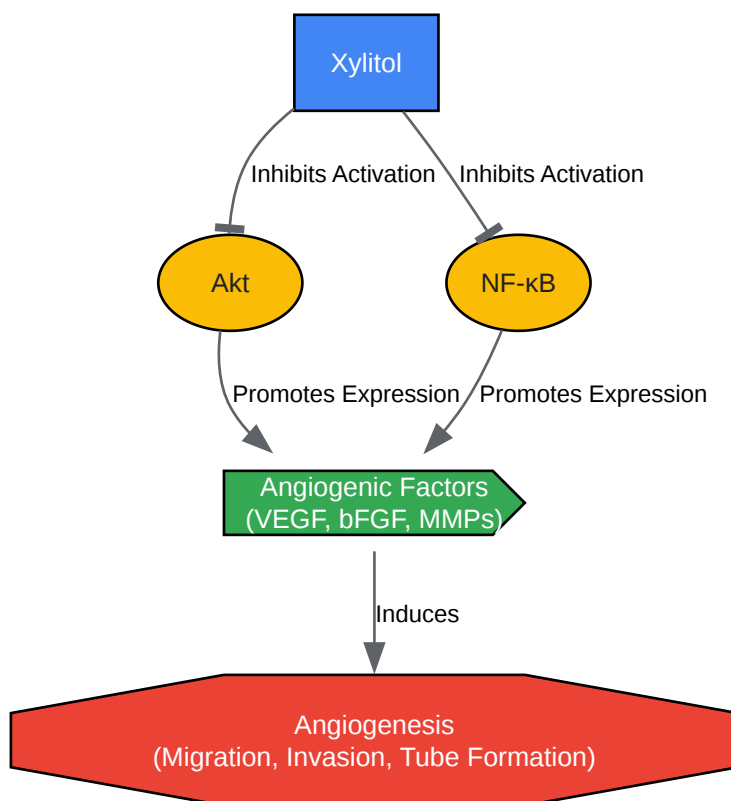 Xylitol
Inhibits Activation
Inhibits Activation
Akt
NF-κB
Promotes Expression
Promotes Expression
Angiogenic Factors
(VEGF, bFGF, MMPs)
Induces
Angiogenesis
(Migration, Invasion, Tube Formation)